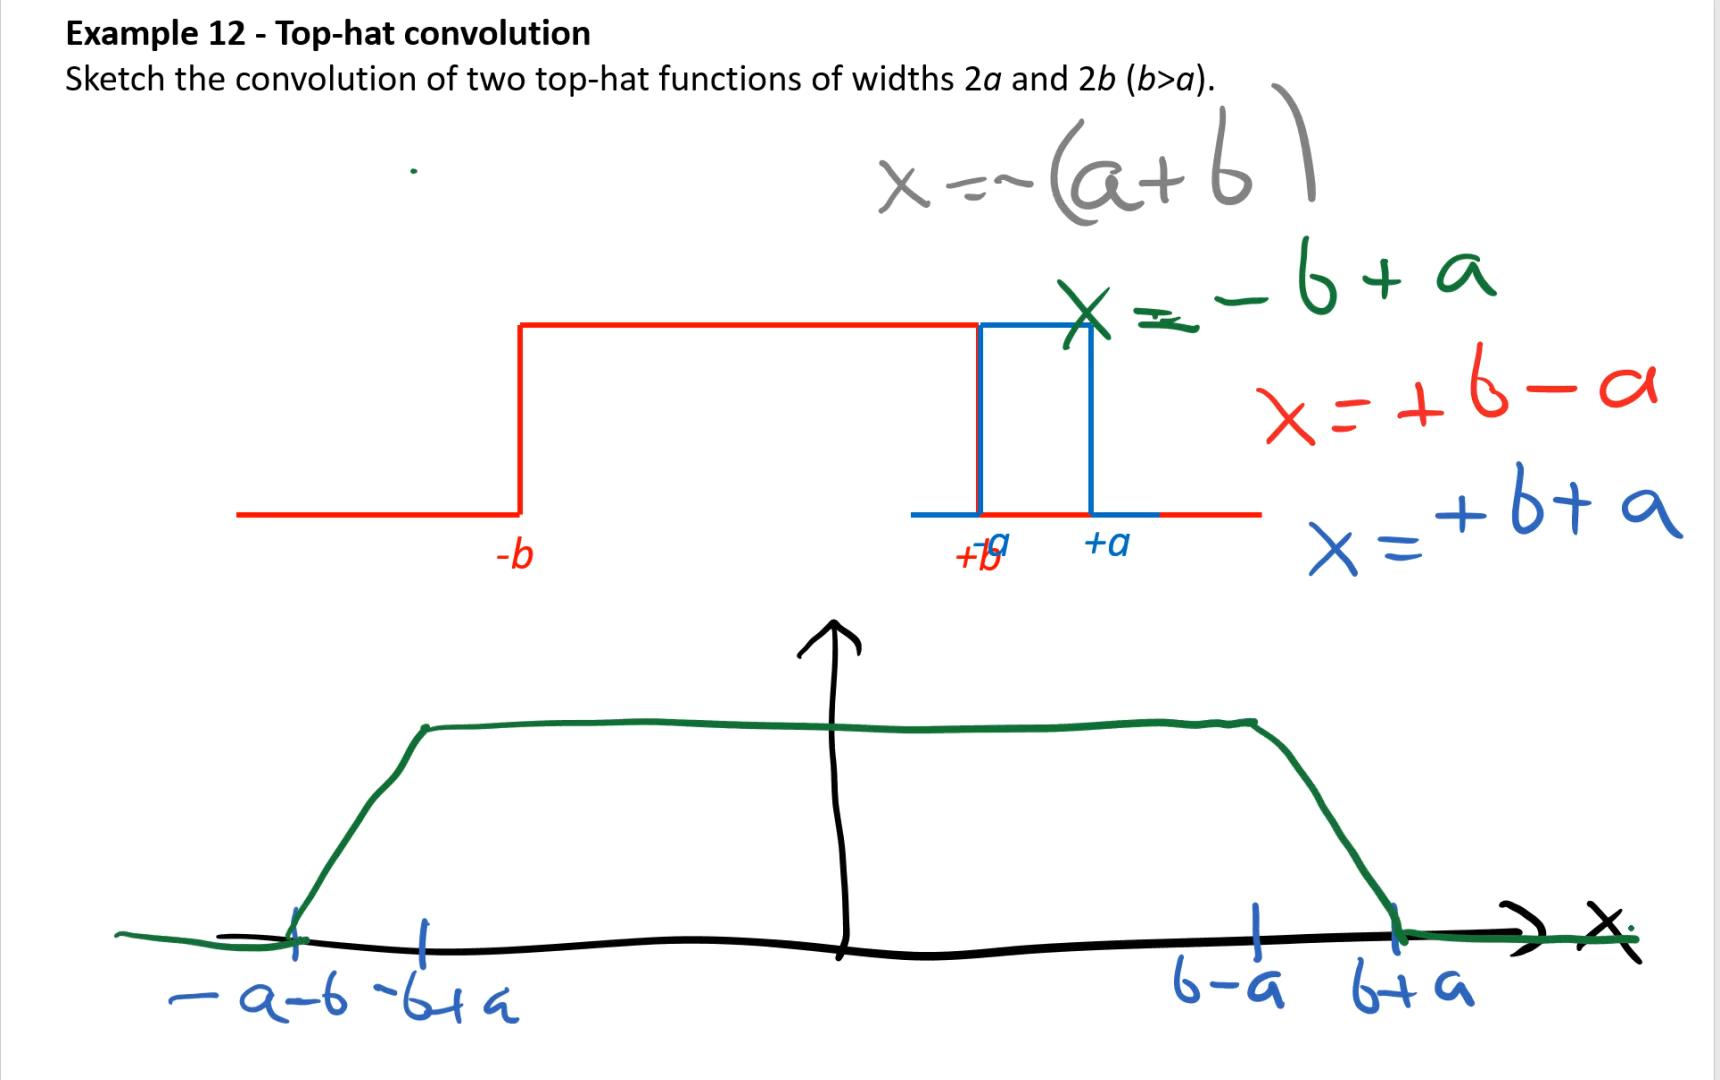 Example 12 - Top-hat convolution
Sketch the convolution of two top-hat functions of widths 2a and 2b (b>a).
x=-(a+b)
x=-b+a
x=+b-a
x=+b+a
-b +b -a +a
x
-a-b -b+a b-a b+a